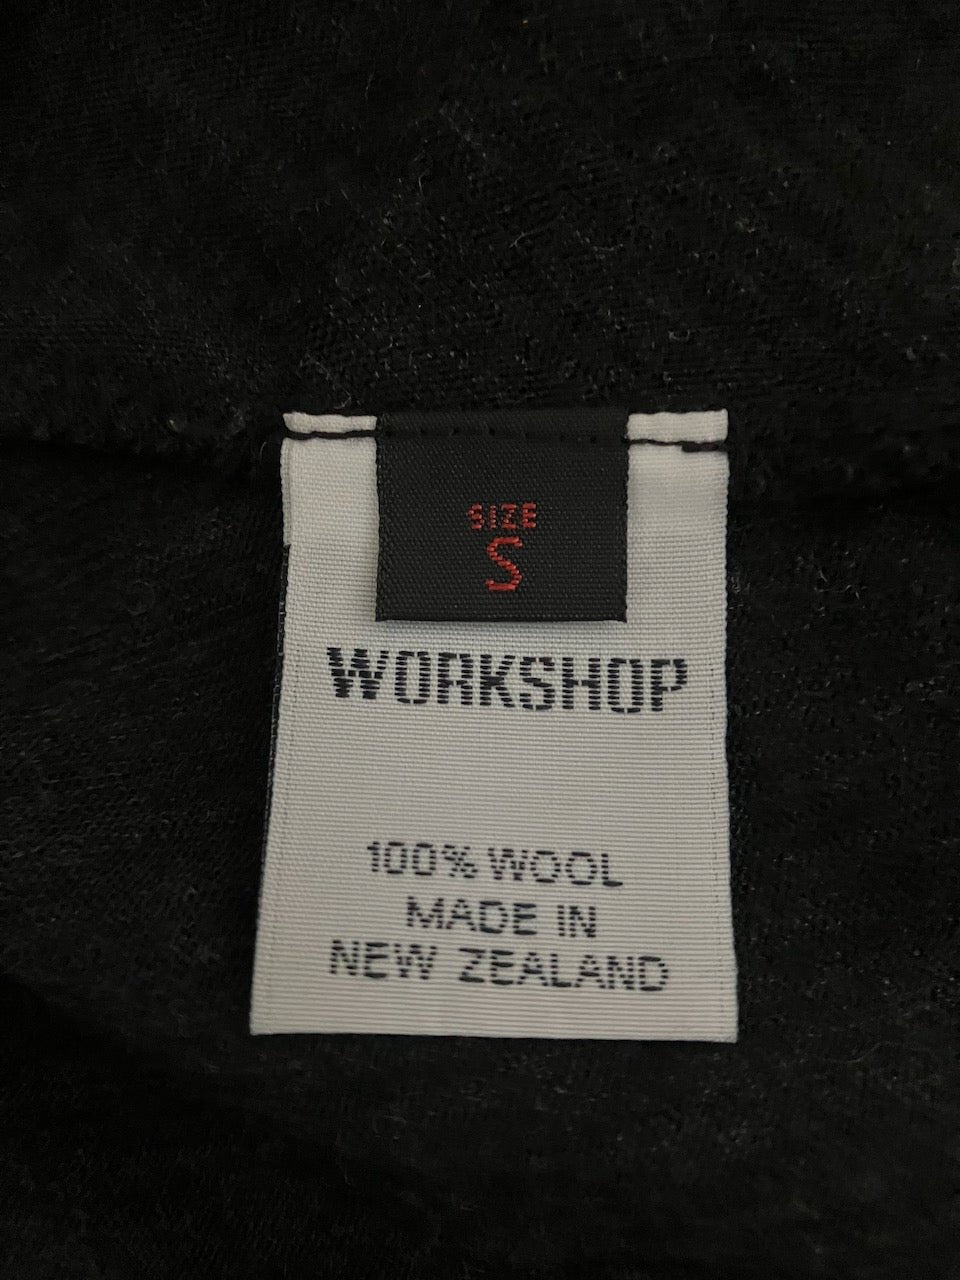 SIZE
S
WORKSHOP
100% WOOL
MADE IN
NEW ZEALAND